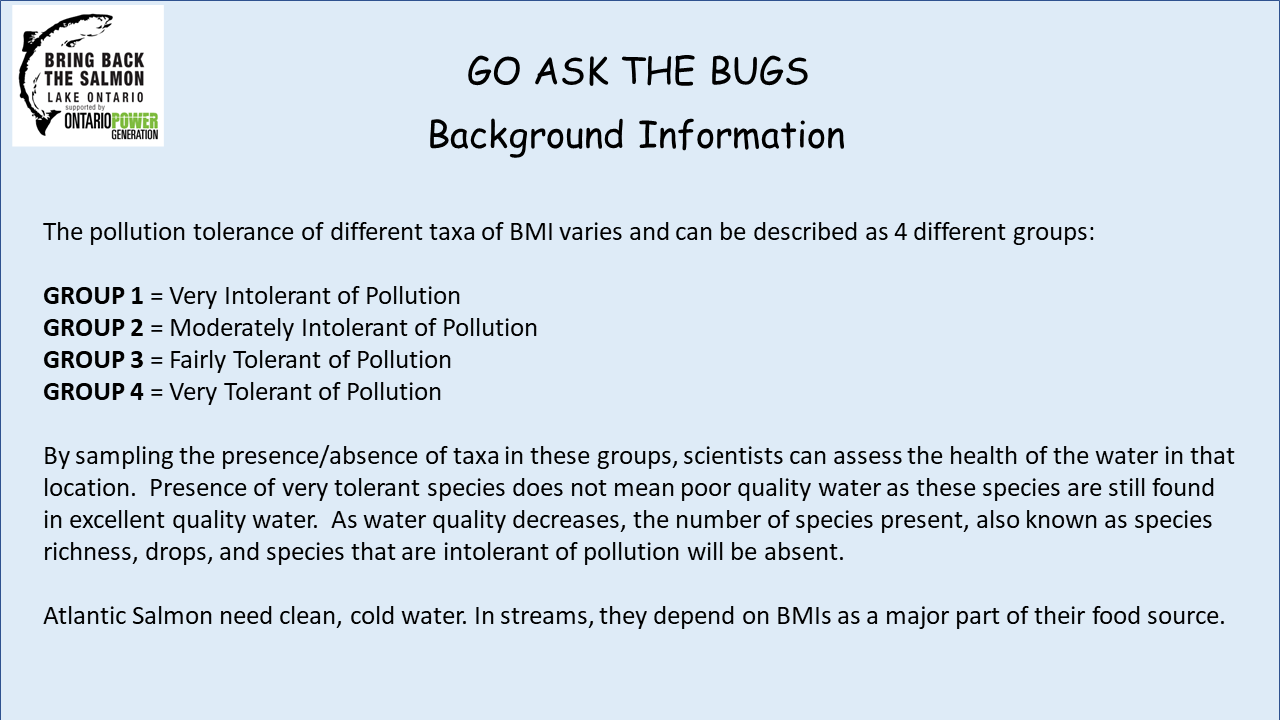 BRING BACK
THE SALMON
LAKE ONTARIO
supported by
ONTARIOPOWER
GENERATION
GO ASK THE BUGS
Background Information
The pollution tolerance of different taxa of BMI varies and can be described as 4 different groups:
GROUP 1 = Very Intolerant of Pollution
GROUP 2 = Moderately Intolerant of Pollution
GROUP 3 = Fairly Tolerant of Pollution
GROUP 4 = Very Tolerant of Pollution
By sampling the presence/absence of taxa in these groups, scientists can assess the health of the water in that
location.  Presence of very tolerant species does not mean poor quality water as these species are still found
in excellent quality water.  As water quality decreases, the number of species present, also known as species
richness, drops, and species that are intolerant of pollution will be absent.
Atlantic Salmon need clean, cold water. In streams, they depend on BMIs as a major part of their food source.